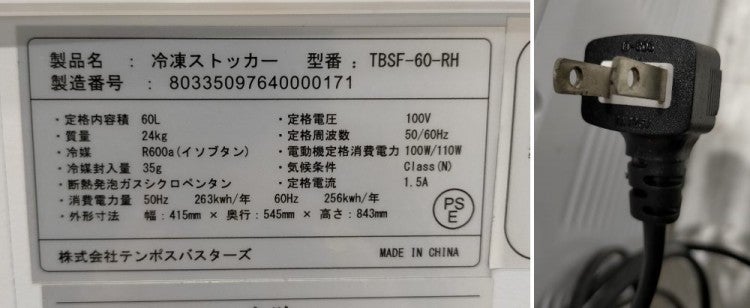 製品名： 冷凍ストッカー 型番：TBSF-60-RH
製造番号： 80335097640000171
・定格内容積 60L ・定格電圧 100V
・質量 24kg ・定格周波数 50/60Hz
・冷媒 R600a(イソブタン) ・電動機定格消費電力 100W/110W
・冷媒封入量 35g ・気候条件 Class(N)
・断熱発泡ガスシクロペンタン ・定格電流 1.5A
・消費電力量 50Hz 263kwh/年 60Hz 256kwh/年
・外形寸法 幅：415mm×奥行：545mm×高さ：843mm
PS
E
株式会社テンポスバスターズ MADE IN CHINA